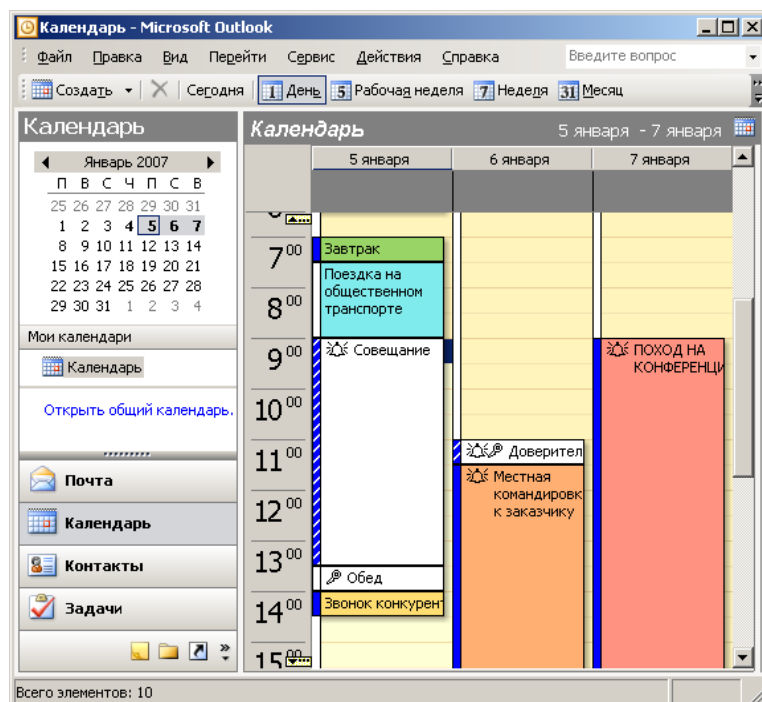 Календарь - Microsoft Outlook
Файл Правка Вид Перейти Сервис Действия Справка Введите вопрос
Создать Сегодня 1 День 5 Рабочая неделя 7 Неделя 31 Месяц
Календарь
Январь 2007
П В С Ч П С В
25 26 27 28 29 30 31
1 2 3 4 5 6 7
8 9 10 11 12 13 14
15 16 17 18 19 20 21
22 23 24 25 26 27 28
29 30 31 1 2 3 4
Мои календари
Календарь
Открыть общий календарь.
Почта
Календарь
Контакты
Задачи
Календарь 5 января - 7 января
5 января 6 января 7 января
7 00
Завтрак
Поездка на
общественном
транспорте
8 00
9 00
Совещание
ПОХОД НА
КОНФЕРЕНЦИ
10 00
11 00
Доверител
Местная
командировк
к заказчику
12 00
13 00
Обед
14 00
Звонок конкурент
15 00
Всего элементов: 10